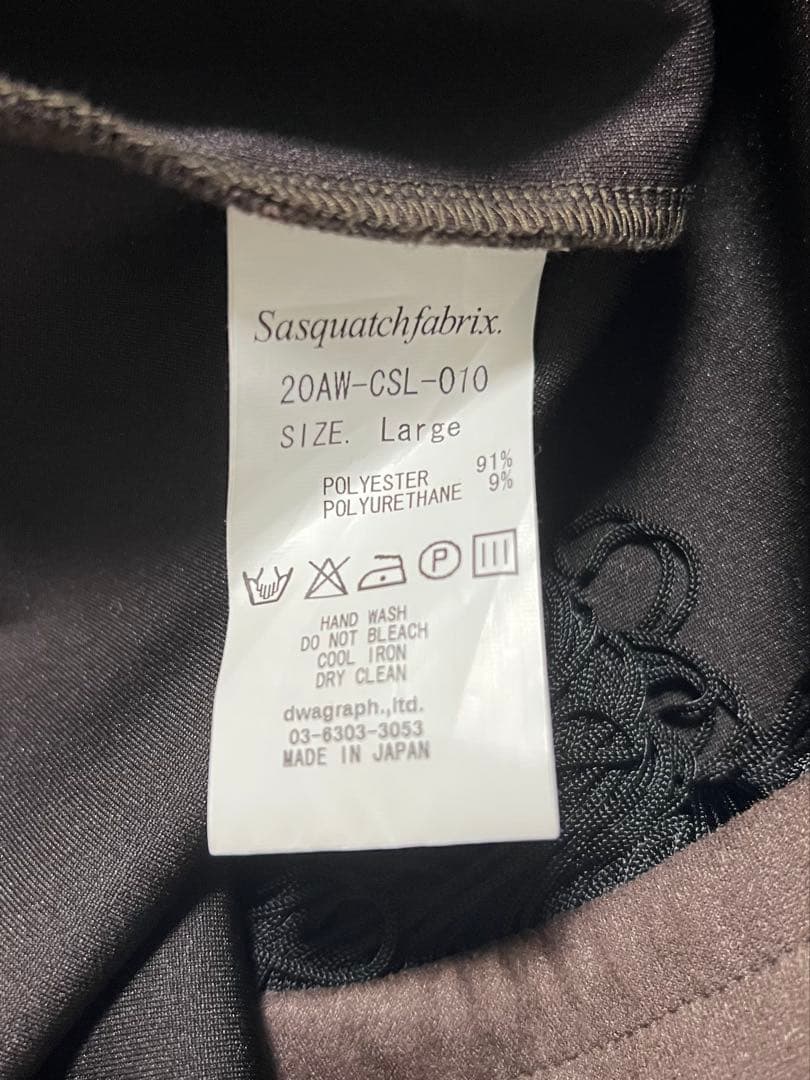 Sasquatchfabrix.
20AW-CSL-010
SIZE. Large
POLYESTER 91%
POLYURETHANE 9%
P
HAND WASH
DO NOT BLEACH
COOL IRON
DRY CLEAN
dwagraph.,ltd.
03-6303-3053
MADE IN JAPAN